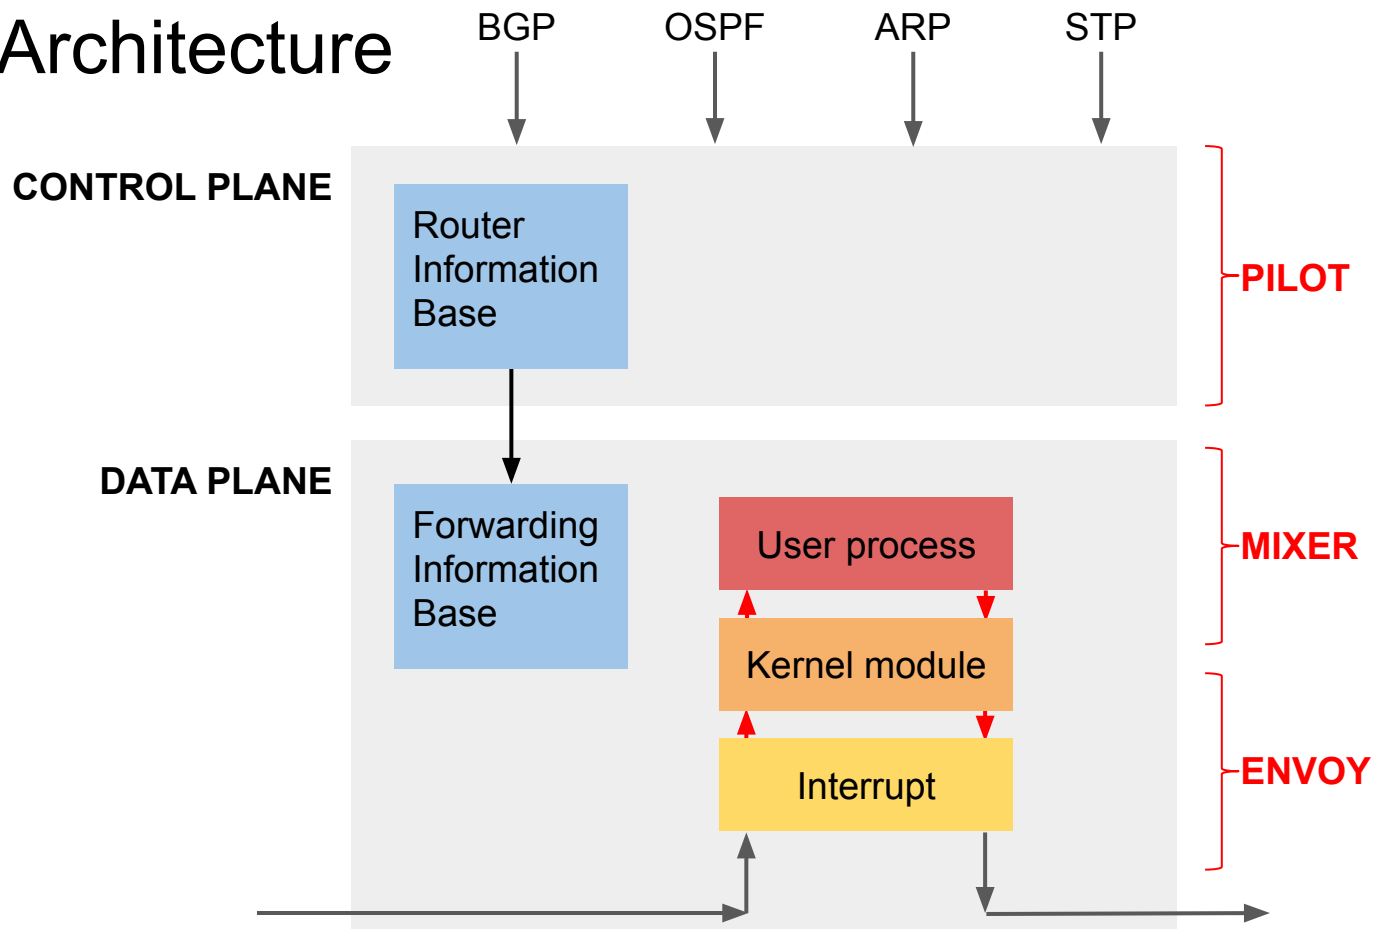 Architecture
BGP
OSPF
ARP
STP
CONTROL PLANE
Router
Information
Base
PILOT
DATA PLANE
Forwarding
Information
Base
User process
MIXER
Kernel module
Interrupt
ENVOY